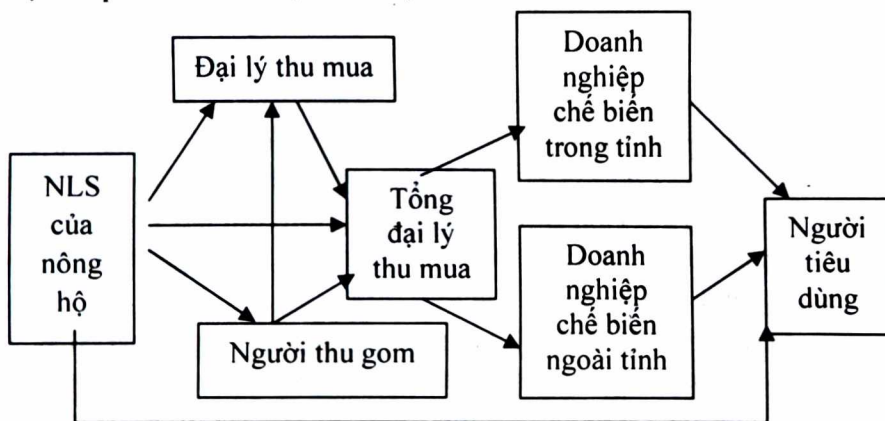 Đại lý thu mua
NLS
của
nông
hộ
Người thu gom
Tổng
đại lý
thu mua
Doanh
nghiệp
chế biến
trong tỉnh
Doanh
nghiệp
chế biến
ngoài tỉnh
Người
tiêu
dùng